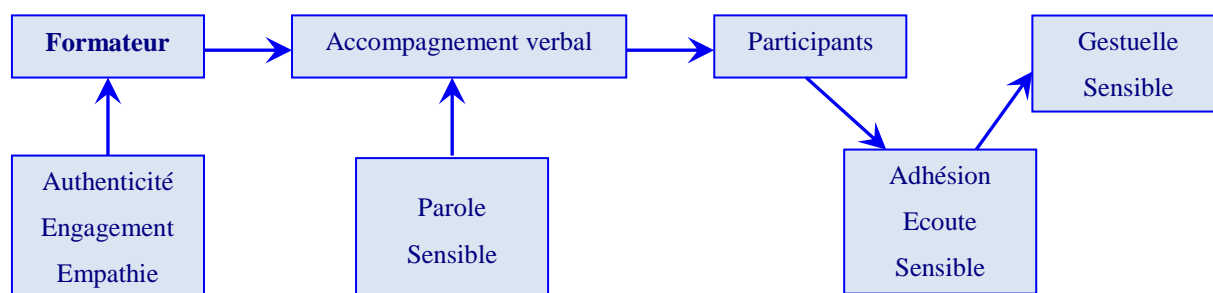 Formateur
Accompagnement verbal
Participants
Gestuelle
Sensible
Authenticité
Engagement
Empathie
Parole
Sensible
Adhésion
Ecoute
Sensible